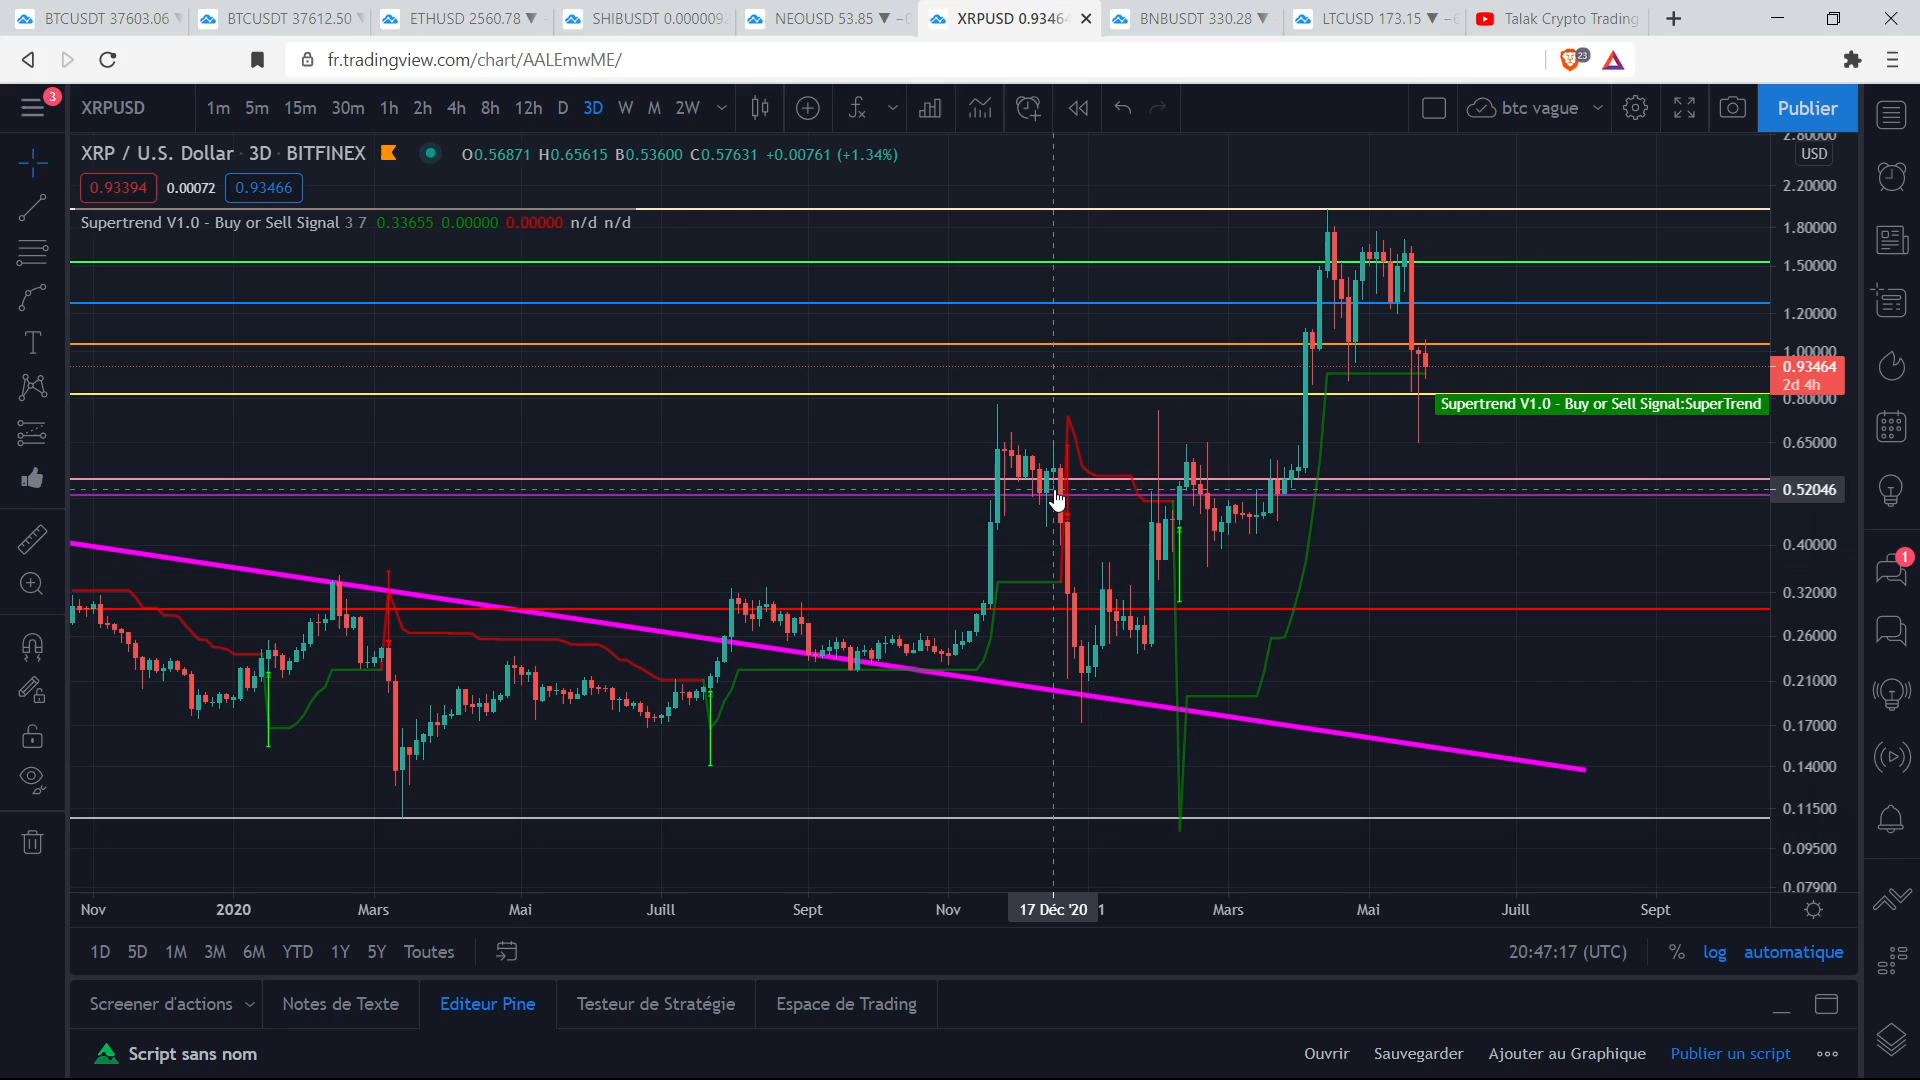 BTCUSDT 37603.06
BTCUSDT 37612.50 ▼
ETHUSD 2560.78 ▼
SHIBUSDT 0.0000092
NEOUSD 53.85 ▼
XRPUSD 0.9346
BNBUSDT 330.28 ▼
LTCUSD 173.15 ▼
Talak Crypto Trading
fr.tradingview.com/chart/AALEmwME/
23
3
XRPUSD
1m 5m 15m 30m 1h 2h 4h 8h 12h D 3D W M 2W
btc vague
Publier
XRP / U.S. Dollar · 3D · BITFINEX
O0.56871 H0.65615 B0.53600 C0.57631 +0.00761 (+1.34%)
0.93394 0.00072 0.93466
Supertrend V1.0 - Buy or Sell Signal 3 7 0.33655 0.00000 0.00000 n/d n/d
2.80000
USD
2.20000
1.80000
1.50000
1.20000
1.00000
0.93464
2d 4h
0.80000
Supertrend V1.0 - Buy or Sell Signal:SuperTrend
0.65000
0.52046
0.40000
0.32000
0.26000
0.21000
0.17000
0.14000
0.11500
0.09500
0.07900
1
Nov 2020 Mars Mai Juill Sept Nov 17 Déc '20 1 Mars Mai Juill Sept
1D 5D 1M 3M 6M YTD 1Y 5Y Toutes
20:47:17 (UTC) % log automatique
Screener d'actions Notes de Texte Editeur Pine Testeur de Stratégie Espace de Trading
Script sans nom
Ouvrir Sauvegarder Ajouter au Graphique Publier un script